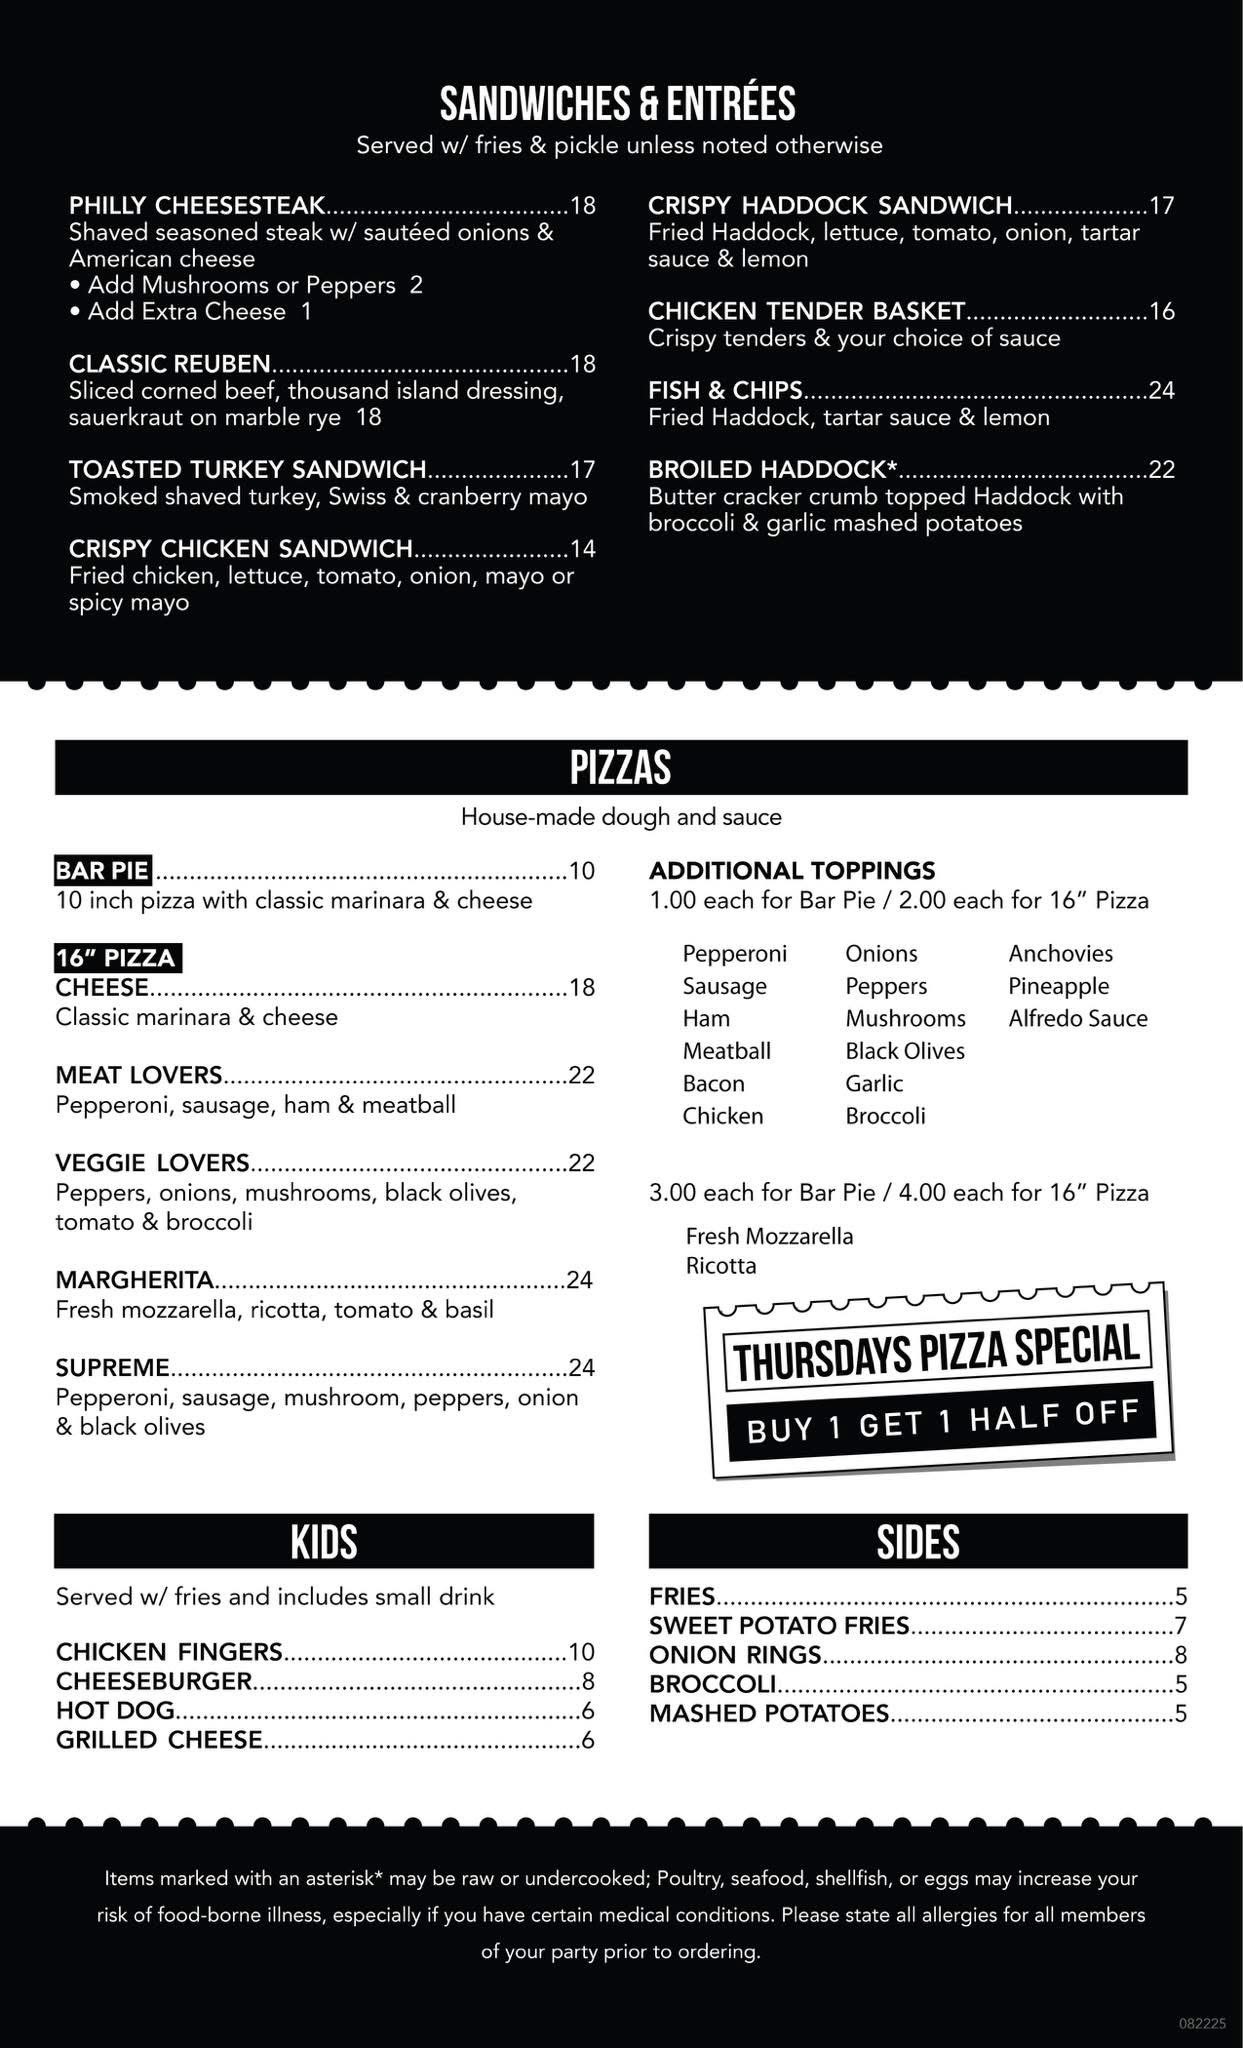 SANDWICHES & ENTRÉES
Served w/ fries & pickle unless noted otherwise
PHILLY CHEESESTEAK....................................18
Shaved seasoned steak w/ sautéed onions &
American cheese
• Add Mushrooms or Peppers 2
• Add Extra Cheese 1
CLASSIC REUBEN............................................18
Sliced corned beef, thousand island dressing,
sauerkraut on marble rye 18
TOASTED TURKEY SANDWICH.....................17
Smoked shaved turkey, Swiss & cranberry mayo
CRISPY CHICKEN SANDWICH.......................14
Fried chicken, lettuce, tomato, onion, mayo or
spicy mayo
CRISPY HADDOCK SANDWICH....................17
Fried Haddock, lettuce, tomato, onion, tartar
sauce & lemon
CHICKEN TENDER BASKET...........................16
Crispy tenders & your choice of sauce
FISH & CHIPS...................................................24
Fried Haddock, tartar sauce & lemon
BROILED HADDOCK*.....................................22
Butter cracker crumb topped Haddock with
broccoli & garlic mashed potatoes
PIZZAS
House-made dough and sauce
BAR PIE.............................................................10
10 inch pizza with classic marinara & cheese
16” PIZZA
CHEESE..............................................................18
Classic marinara & cheese
MEAT LOVERS...................................................22
Pepperoni, sausage, ham & meatball
VEGGIE LOVERS...............................................22
Peppers, onions, mushrooms, black olives,
tomato & broccoli
MARGHERITA....................................................24
Fresh mozzarella, ricotta, tomato & basil
SUPREME...........................................................24
Pepperoni, sausage, mushroom, peppers, onion
& black olives
ADDITIONAL TOPPINGS
1.00 each for Bar Pie / 2.00 each for 16” Pizza
Pepperoni Onions Anchovies
Sausage Peppers Pineapple
Ham Mushrooms Alfredo Sauce
Meatball Black Olives
Bacon Garlic
Chicken Broccoli
3.00 each for Bar Pie / 4.00 each for 16” Pizza
Fresh Mozzarella
Ricotta
THURSDAYS PIZZA SPECIAL
BUY 1 GET 1 HALF OFF
KIDS
Served w/ fries and includes small drink
CHICKEN FINGERS..........................................10
CHEESEBURGER.................................................8
HOT DOG............................................................6
GRILLED CHEESE...............................................6
SIDES
FRIES....................................................................5
SWEET POTATO FRIES.......................................7
ONION RINGS....................................................8
BROCCOLI...........................................................5
MASHED POTATOES..........................................5
Items marked with an asterisk* may be raw or undercooked; Poultry, seafood, shellfish, or eggs may increase your
risk of food-borne illness, especially if you have certain medical conditions. Please state all allergies for all members
of your party prior to ordering.
082225